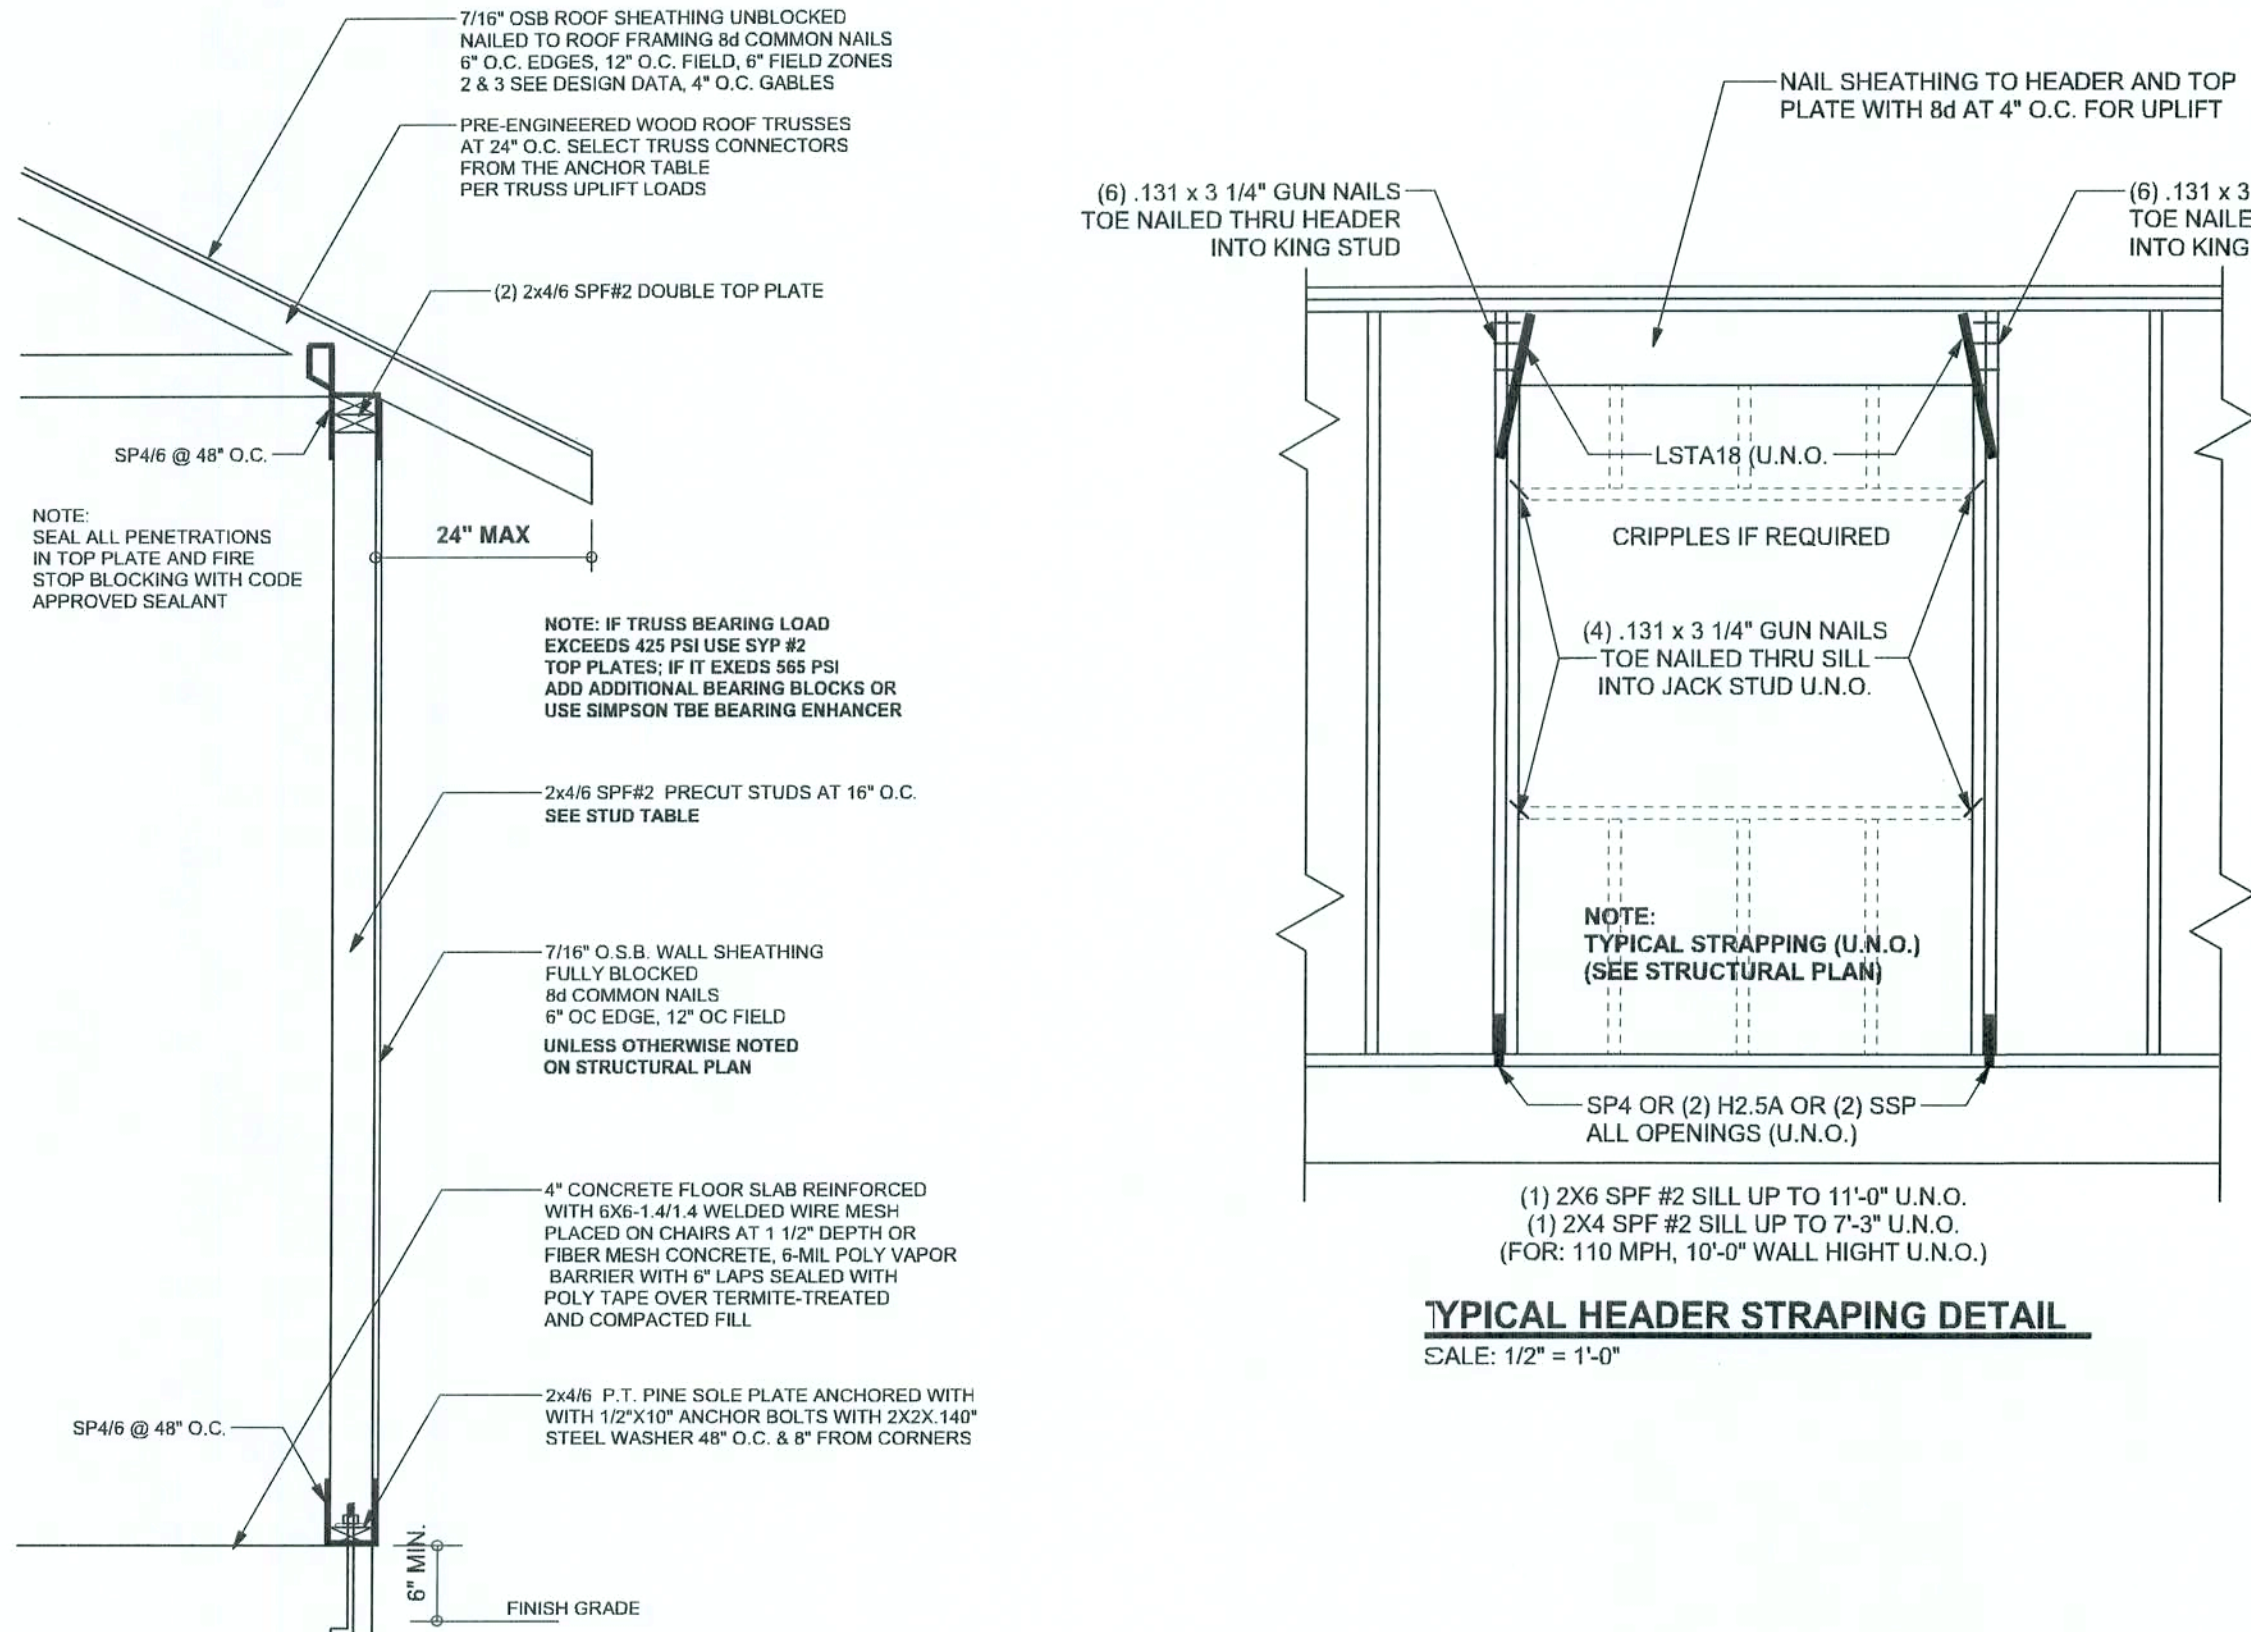 7/16" OSB ROOF SHEATHING UNBLOCKED
NAILED TO ROOF FRAMING 8d COMMON NAILS
6" O.C. EDGES, 12" O.C. FIELD, 6" FIELD ZONES
2 & 3 SEE DESIGN DATA, 4" O.C. GABLES
PRE-ENGINEERED WOOD ROOF TRUSSES
AT 24" O.C. SELECT TRUSS CONNECTORS
FROM THE ANCHOR TABLE
PER TRUSS UPLIFT LOADS
(2) 2x4/6 SPF#2 DOUBLE TOP PLATE
SP4/6 @ 48" O.C.
NOTE:
SEAL ALL PENETRATIONS
IN TOP PLATE AND FIRE
STOP BLOCKING WITH CODE
APPROVED SEALANT
24" MAX
NOTE: IF TRUSS BEARING LOAD
EXCEEDS 425 PSI USE SYP #2
TOP PLATES; IF IT EXEDS 565 PSI
ADD ADDITIONAL BEARING BLOCKS OR
USE SIMPSON TBE BEARING ENHANCER
2x4/6 SPF#2 PRECUT STUDS AT 16" O.C.
SEE STUD TABLE
7/16" O.S.B. WALL SHEATHING
FULLY BLOCKED
8d COMMON NAILS
6" OC EDGE, 12" OC FIELD
UNLESS OTHERWISE NOTED
ON STRUCTURAL PLAN
4" CONCRETE FLOOR SLAB REINFORCED
WITH 6X6-1.4/1.4 WELDED WIRE MESH
PLACED ON CHAIRS AT 1 1/2" DEPTH OR
FIBER MESH CONCRETE, 6-MIL POLY VAPOR
BARRIER WITH 6" LAPS SEALED WITH
POLY TAPE OVER TERMITE-TREATED
AND COMPACTED FILL
2x4/6 P.T. PINE SOLE PLATE ANCHORED WITH
WITH 1/2"X10" ANCHOR BOLTS WITH 2X2X.140"
STEEL WASHER 48" O.C. & 8" FROM CORNERS
SP4/6 @ 48" O.C.
6" MIN.
FINISH GRADE
NAIL SHEATHING TO HEADER AND TOP
PLATE WITH 8d AT 4" O.C. FOR UPLIFT
(6) .131 x 3 1/4" GUN NAILS
TOE NAILED THRU HEADER
INTO KING STUD
(6) .131 x 3
TOE NAILE
INTO KING
LSTA18 (U.N.O.
CRIPPLES IF REQUIRED
(4) .131 x 3 1/4" GUN NAILS
TOE NAILED THRU SILL
INTO JACK STUD U.N.O.
NOTE:
TYPICAL STRAPPING (U.N.O.)
(SEE STRUCTURAL PLAN)
SP4 OR (2) H2.5A OR (2) SSP
ALL OPENINGS (U.N.O.)
(1) 2X6 SPF #2 SILL UP TO 11'-0" U.N.O.
(1) 2X4 SPF #2 SILL UP TO 7'-3" U.N.O.
(FOR: 110 MPH, 10'-0" WALL HIGHT U.N.O.)
TYPICAL HEADER STRAPING DETAIL
SCALE: 1/2" = 1'-0"